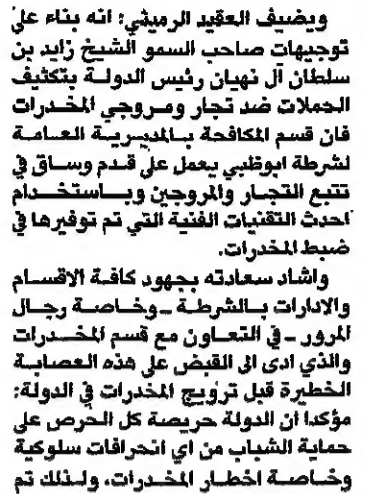 ويضيف العقيد الرميثي: انه بناء على
توجيهات صاحب السمو الشيخ زايد بن
سلطان آل نهيان رئيس الدولة بتكثيف
الحملات ضد تجار ومروجي المخدرات
فان قسم المكافحة بالمديرية العامة
لشرطة ابوظبي يعمل على قدم وساق في
تتبع التجار والمروجين وباستخدام
احدث التقنيات الفنية التي تم توفيرها في
ضبط المخدرات.
واشاد سعادته بجهود كافة الاقسام
والادارات بالشرطة ـ وخاصة رجال
المرور ـ في التعاون مع قسم المخدرات
والذي ادى الى القبض على هذه العصابة
الخطيرة قبل ترويج المخدرات في الدولة:
مؤكدا ان الدولة حريصة كل الحرص على
حماية الشباب من اي انحرافات سلوكية
وخاصة اخطار المخدرات، ولذلك تم